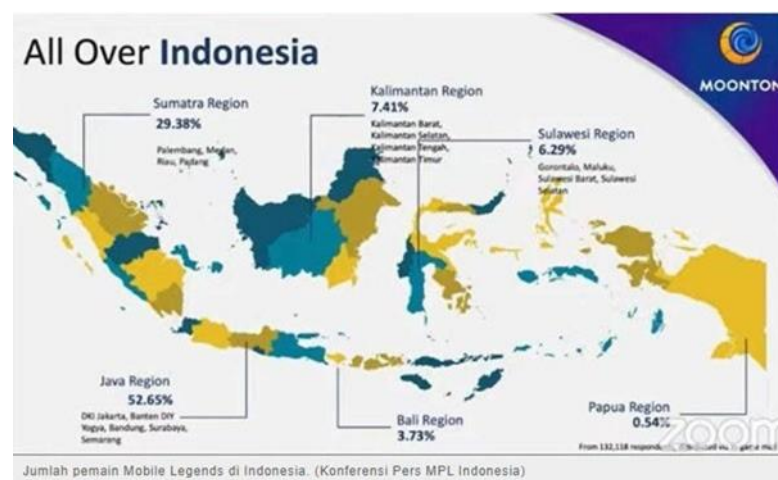 All Over Indonesia
MOONTON
Sumatra Region
29.38%
Palembang, Medan,
Riau, Padang
Kalimantan Region
7.41%
Kalimantan Barat,
Kalimantan Selatan,
Kalimantan Tengah,
Kalimantan Timur
Sulawesi Region
6.29%
Gorontalo, Maluku,
Sulawesi Barat, Sulawesi
Selatan
Java Region
52.65%
DKI Jakarta, Banten DIY
Yogya, Bandung, Surabaya,
Semarang
Bali Region
3.73%
Papua Region
0.54%
From 132,118
zoom
Jumlah pemain Mobile Legends di Indonesia. (Konferensi Pers MPL Indonesia)